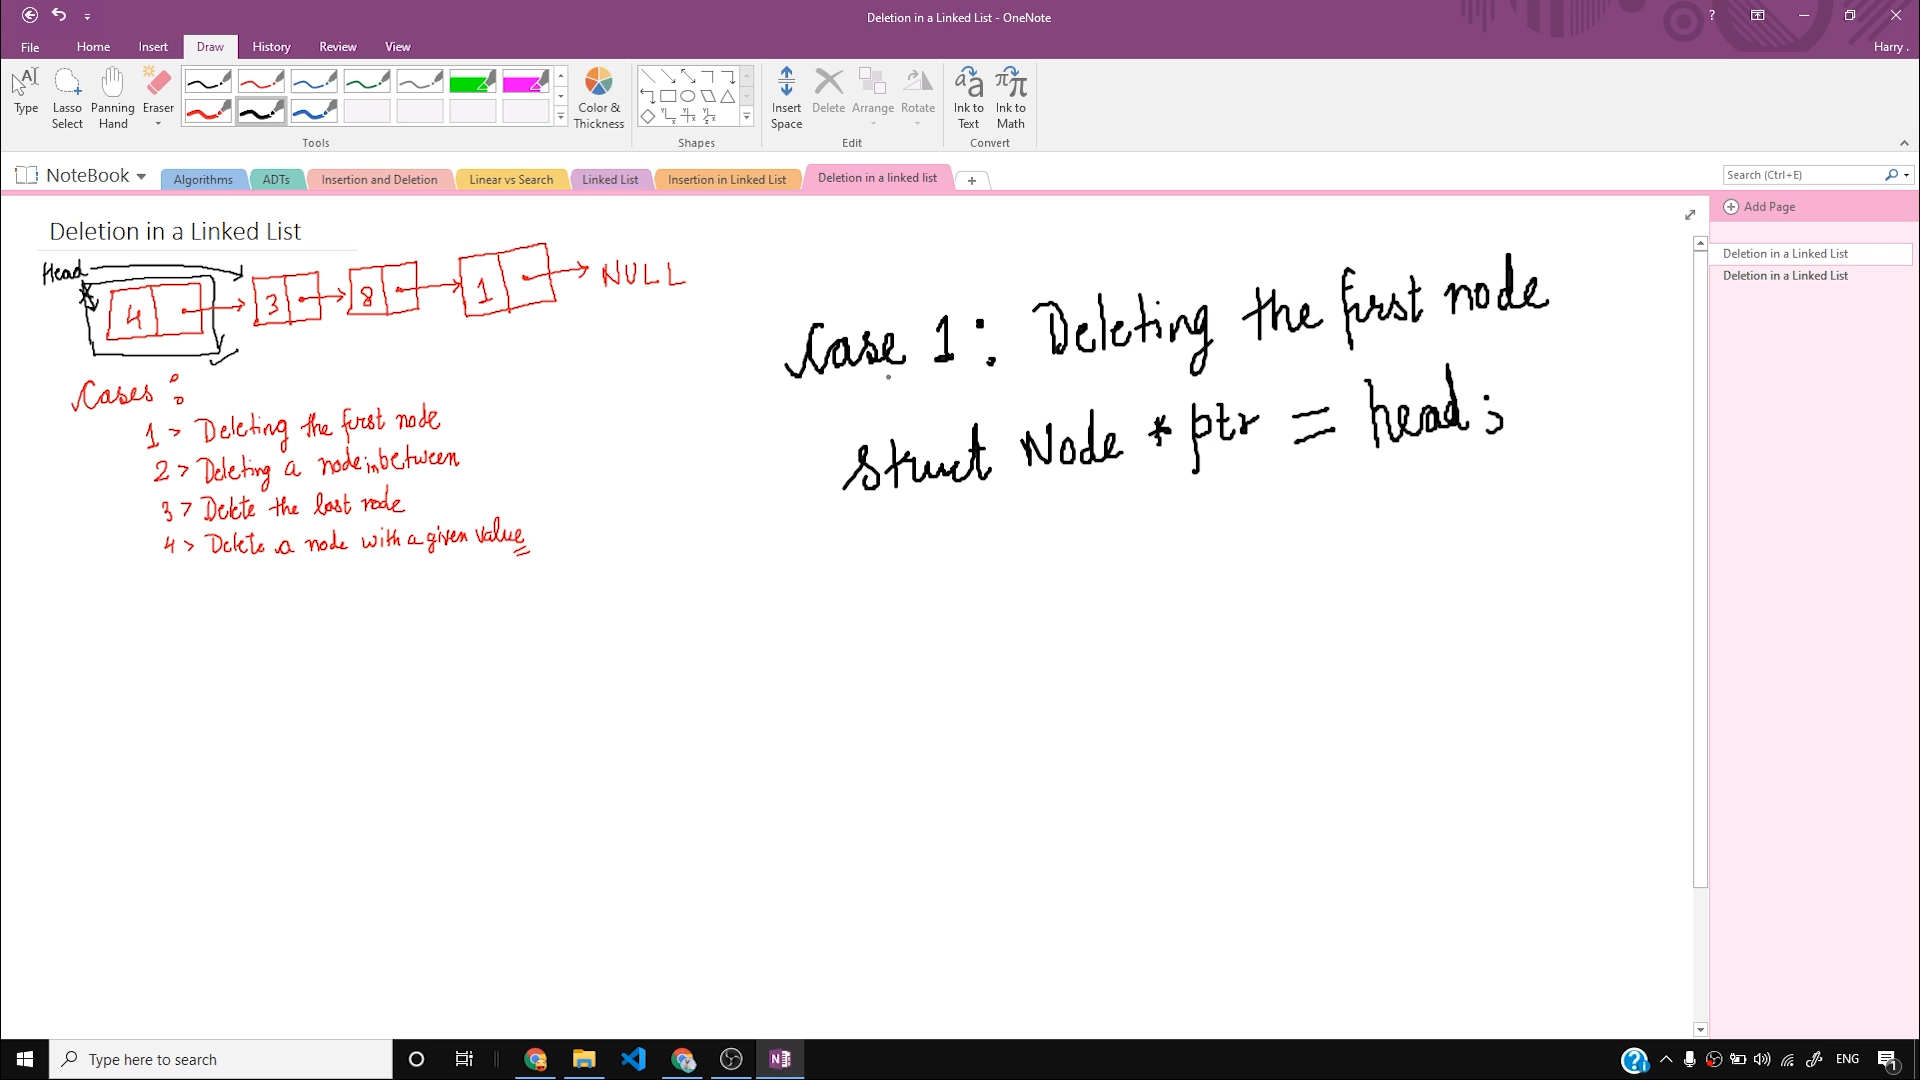 Deletion in a Linked List - OneNote
File Home Insert Draw History Review View
Harry .
Type
Lasso Select
Panning Hand
Eraser
Color & Thickness
Insert Space
Delete
Arrange
Rotate
Ink to Text
Ink to Math
Tools Shapes Edit Convert
NoteBook
Algorithms ADTs Insertion and Deletion Linear vs Search Linked List Insertion in Linked List Deletion in a linked list
Search (Ctrl+E)
Add Page
Deletion in a Linked List
Deletion in a Linked List
Deletion in a Linked List
Head
4 3 8 1 NULL
Cases :
1 > Deleting the first node
2 > Deleting a node in between
3 > Delete the last node
4 > Delete a node with a given value
Case 1 : Deleting the first node
struct Node * ptr = head ;
Type here to search
ENG
1